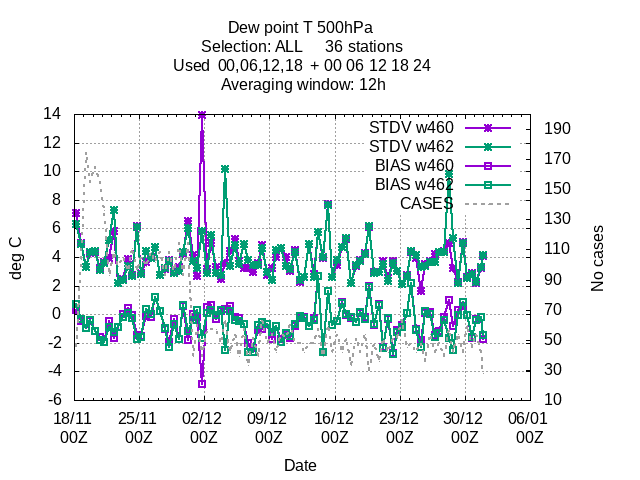 Dew point T 500hPa
Selection: ALL 36 stations
Used 00,06,12,18 + 00 06 12 18 24
Averaging window: 12h
STDV w460
STDV w462
BIAS w460
BIAS w462
CASES
deg C
14
12
10
8
6
4
2
0
-2
-4
-6
190
170
150
130
110
90
70
50
30
10
No cases
18/11 25/11 02/12 09/12 16/12 23/12 30/12 06/01
00Z 00Z 00Z 00Z 00Z 00Z 00Z 00Z
Date